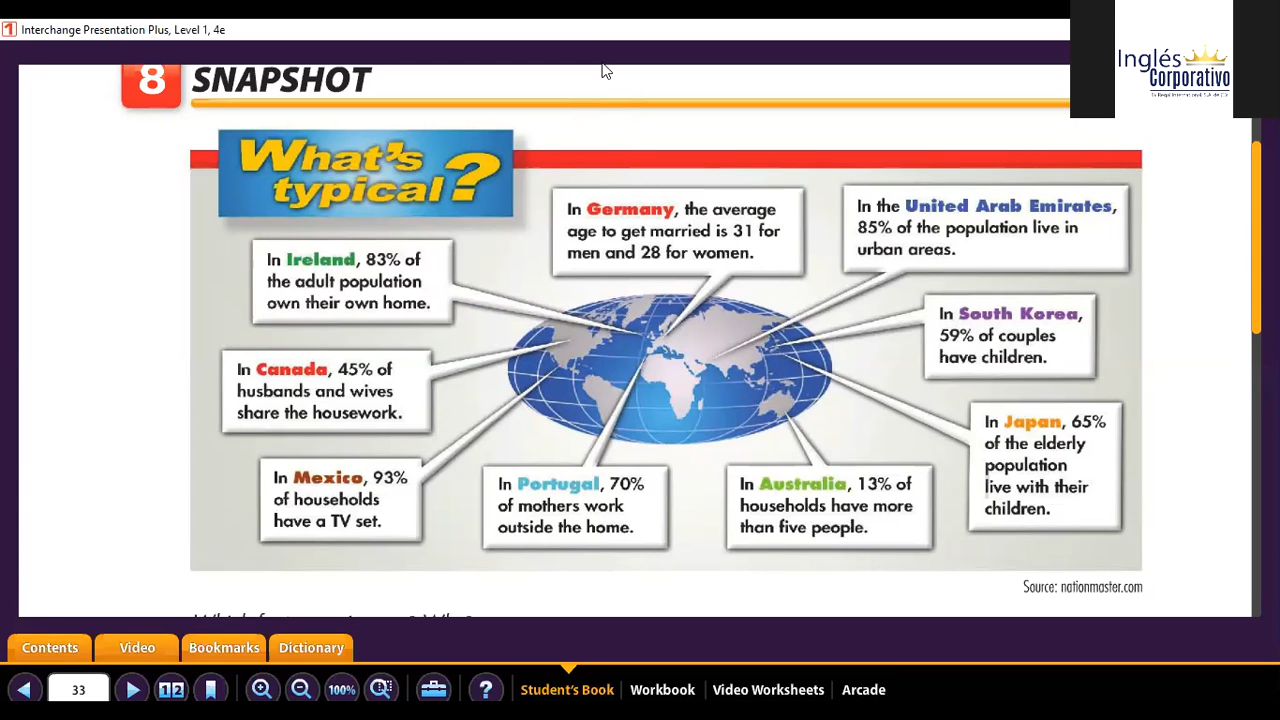 Interchange Presentation Plus, Level 1, 4e
Inglés
Corporativo
8 SNAPSHOT
What's
typical?
In Germany, the average
age to get married is 31 for
men and 28 for women.
In the United Arab Emirates,
85% of the population live in
urban areas.
In Ireland, 83% of
the adult population
own their own home.
In South Korea,
59% of couples
have children.
In Canada, 45% of
husbands and wives
share the housework.
In Japan, 65%
of the elderly
population
live with their
children.
In Mexico, 93%
of households
have a TV set.
In Portugal, 70%
of mothers work
outside the home.
In Australia, 13% of
households have more
than five people.
Source: nationmaster.com
Contents
Video
Bookmarks
Dictionary
33
12
100%
?
Student's Book
Workbook
Video Worksheets
Arcade